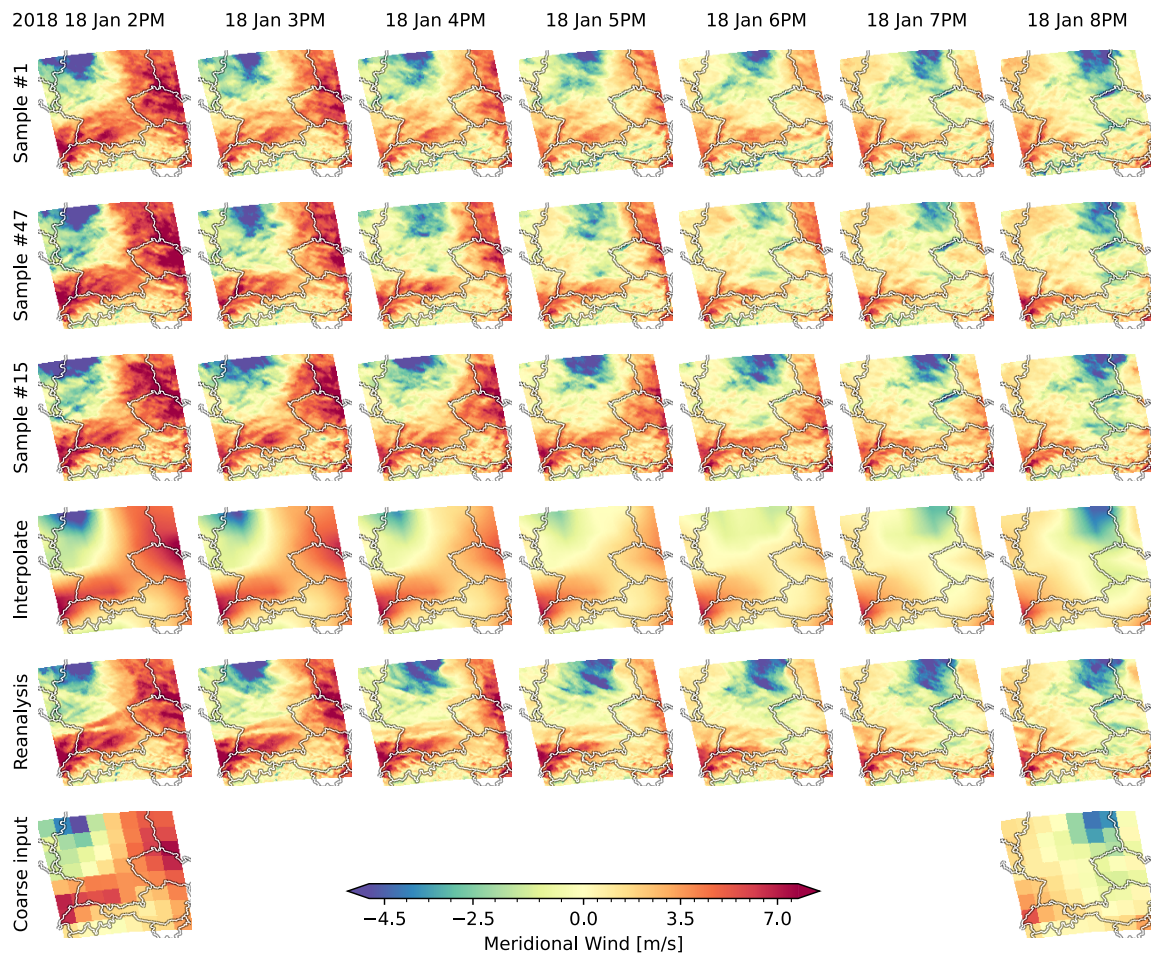 2018 18 Jan 2PM 18 Jan 3PM 18 Jan 4PM 18 Jan 5PM 18 Jan 6PM 18 Jan 7PM 18 Jan 8PM
Sample #1
Sample #47
Sample #15
Interpolate
Reanalysis
Coarse input
−4.5 −2.5 0.0 3.5 7.0
Meridional Wind [m/s]